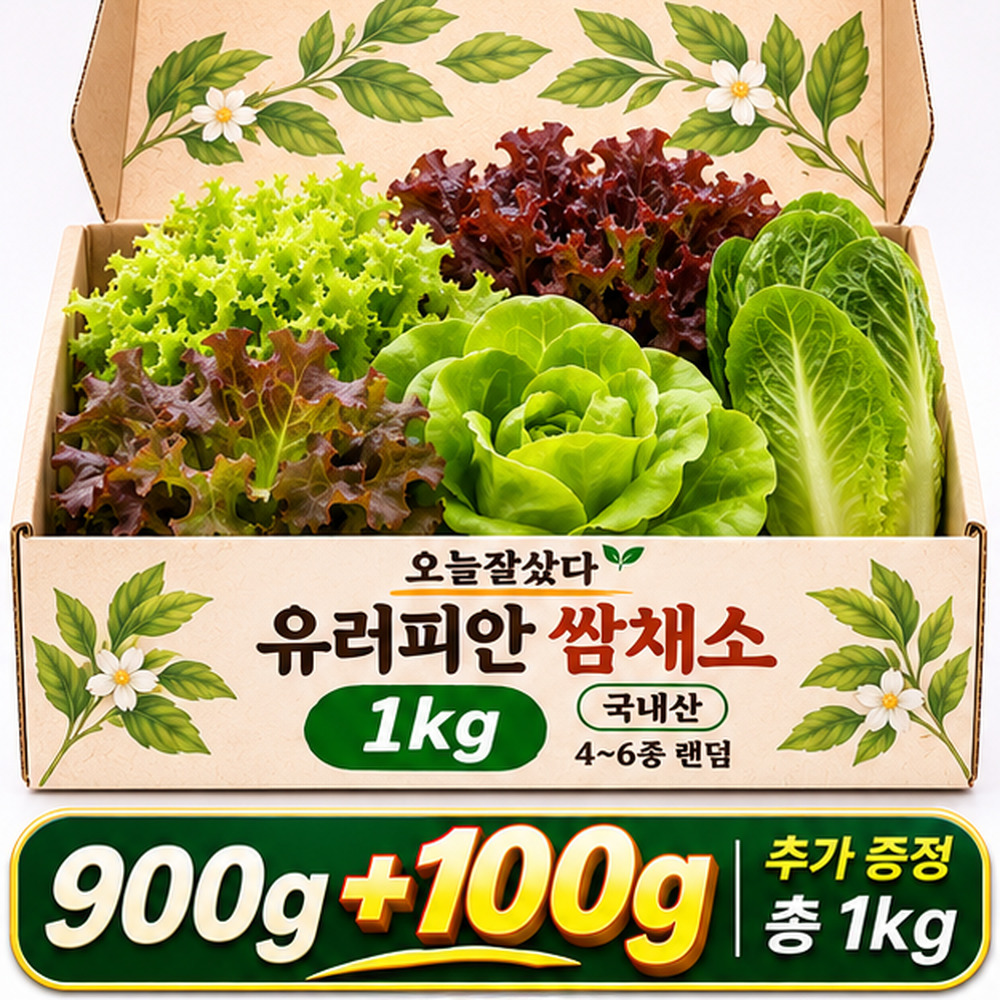 오늘잘샀다
유러피안 쌈채소
1kg
국내산
4~6종 랜덤
900g+100g
추가 증정
총 1kg